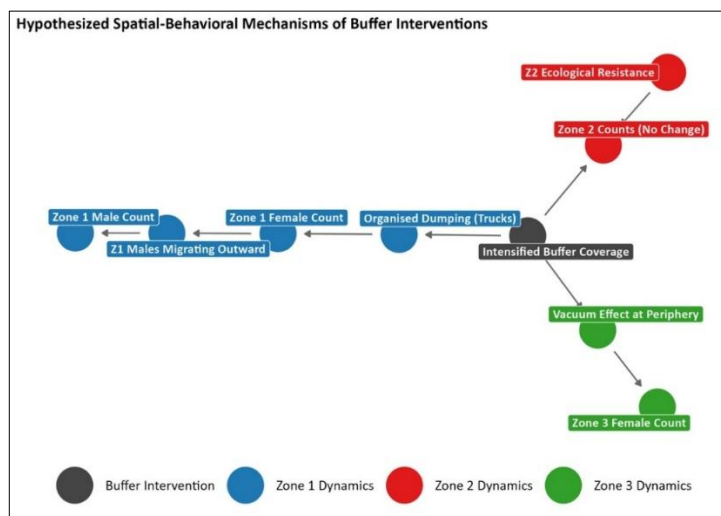 Hypothesized Spatial-Behavioral Mechanisms of Buffer Interventions
Z2 Ecological Resistance
Zone 2 Counts (No Change)
Zone 1 Male Count
Zone 1 Female Count
Organised Dumping (Trucks)
Z1 Males Migrating Outward
Intensified Buffer Coverage
Vacuum Effect at Periphery
Zone 3 Female Count
Buffer Intervention
Zone 1 Dynamics
Zone 2 Dynamics
Zone 3 Dynamics